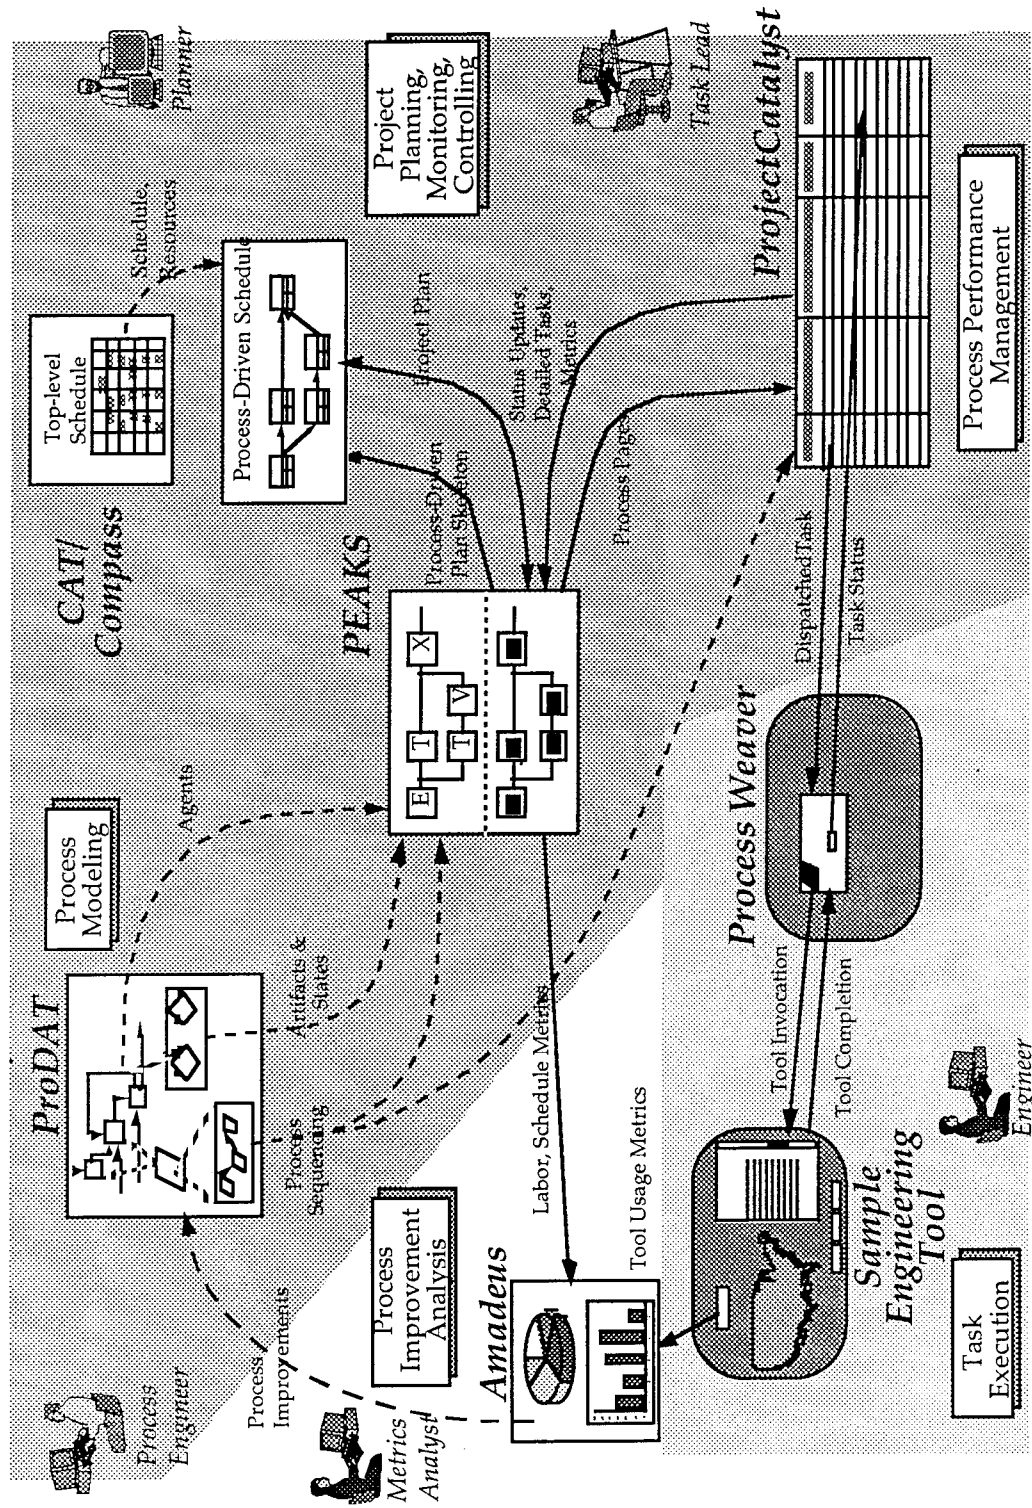 Process
Engineer
Process
Improvements
Metrics
Analyst
ProDAT
Process
Modeling
Agents
Artifacts &
States
Process
Sequencing
Process
Improvement
Analysis
Amadeus
CAT/
Compass
Top-level
Schedule
Schedule,
Resources
Planner
Process-Driven Schedule
Project
Planning,
Monitoring,
Controlling
PEAKS
E
T
X
T
V
Process-Driven
Plan Skeleton
Project Plan
Status Updates,
Detailed Tasks,
Metrics
Process Pages
Task Lead
ProjectCatalyst
Process Performance
Management
Labor, Schedule Metrics
Tool Usage Metrics
Process Weaver
DispatchedTask
Task Status
Tool Invocation
Tool Completion
Sample
Engineering
Tool
Engineer
Task
Execution